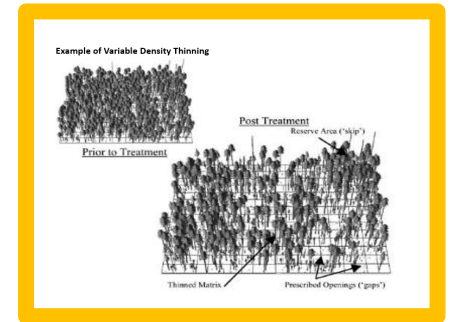 Example of Variable Density Thinning
Post Treatment
Reserve Area ('skip')
Prior to Treatment
Thinned Matrix
Prescribed Openings ('gaps')